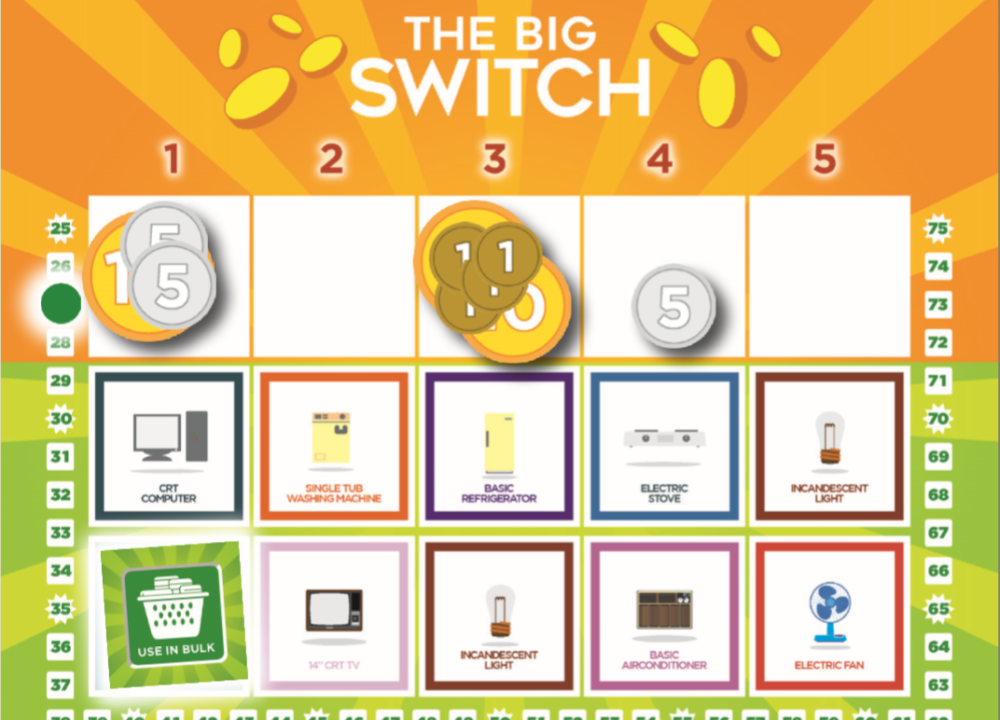 THE BIG
SWITCH
1 2 3 4 5
25 5 75
26 1 1 1 74
5 5 73
28 72
29 71
30 70
31 69
CRT SINGLE TUB BASIC ELECTRIC INCANDESCENT
32 COMPUTER WASHING MACHINE REFRIGERATOR STOVE LIGHT 68
33 67
34 66
35 65
36 USE IN BULK 64
14" CRT TV INCANDESCENT BASIC ELECTRIC FAN
LIGHT AIRCONDITIONER
37 63